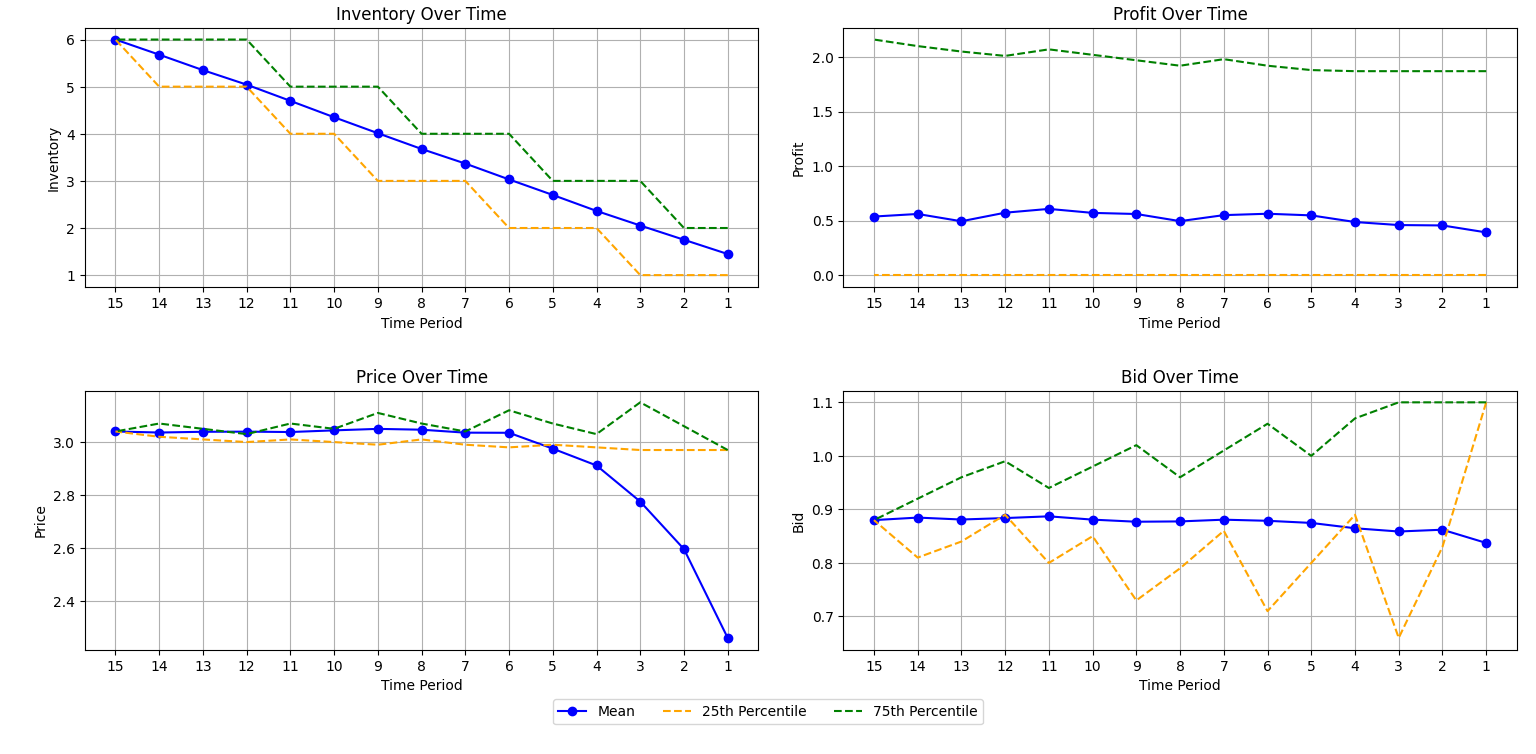 Inventory Over Time
6
5
4
3
2
1
Inventory
15 14 13 12 11 10 9 8 7 6 5 4 3 2 1
Time Period
Profit Over Time
2.0
1.5
1.0
0.5
0.0
Profit
15 14 13 12 11 10 9 8 7 6 5 4 3 2 1
Time Period
Price Over Time
3.0
2.8
2.6
2.4
Price
15 14 13 12 11 10 9 8 7 6 5 4 3 2 1
Time Period
Bid Over Time
1.1
1.0
0.9
0.8
0.7
Bid
15 14 13 12 11 10 9 8 7 6 5 4 3 2 1
Time Period
Mean 25th Percentile 75th Percentile